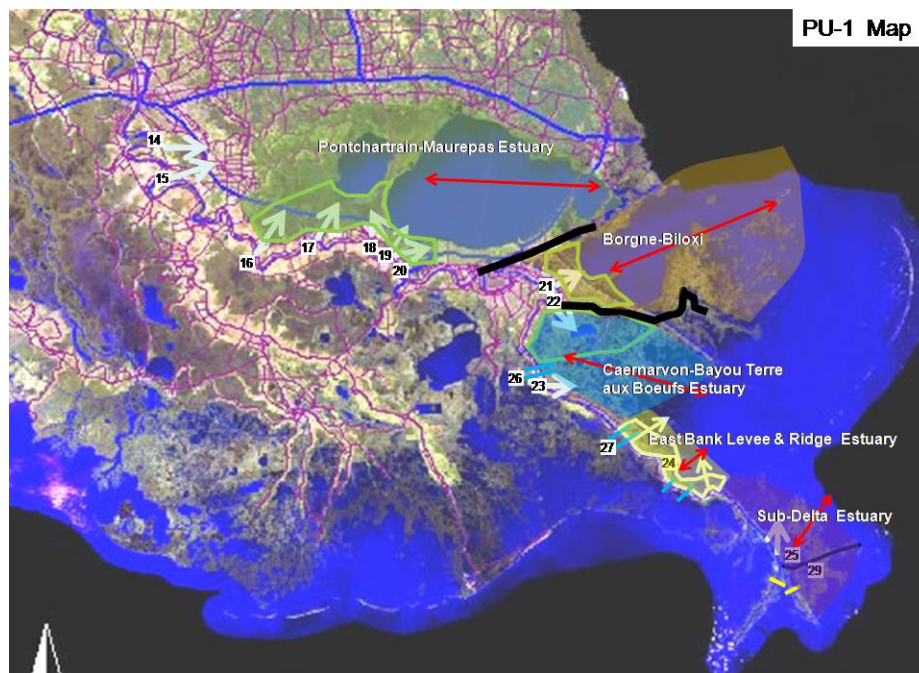 PU-1 Map
14
Pontchartrain-Maurepas Estuary
15
16
17
18
19
20
Borgne-Biloxi
21
22
26
23
Caernarvon-Bayou Terre
aux Boeufs Estuary
27
East Bank Levee & Ridge Estuary
24
Sub-Delta Estuary
25
29